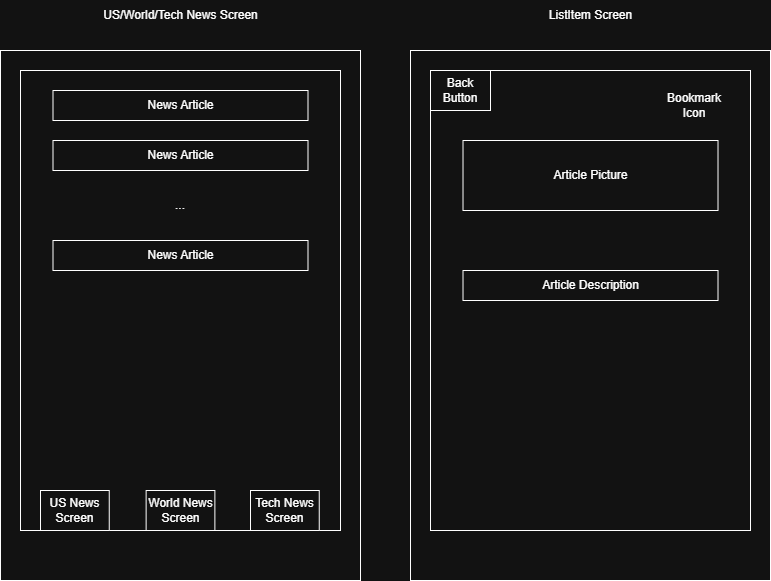 US/World/Tech News Screen
News Article
News Article
...
News Article
US News
Screen
World News
Screen
Tech News
Screen
ListItem Screen
Back
Button
Bookmark
Icon
Article Picture
Article Description